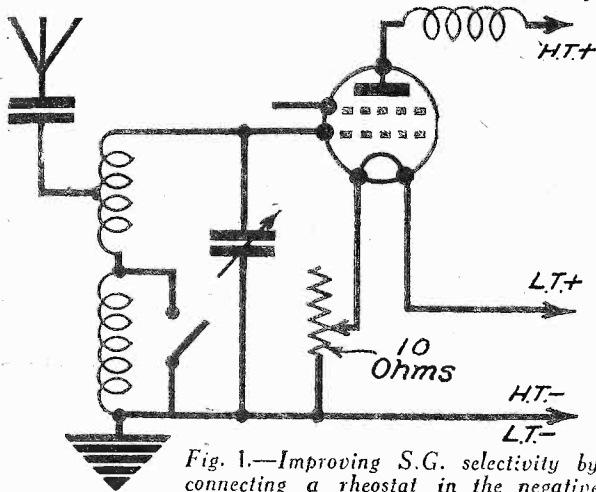 H.T.+
L.T.+
10
Ohms
H.T.-
L.T.-
Fig. 1.—Improving S.G. selectivity by
connecting a rheostat in the negative